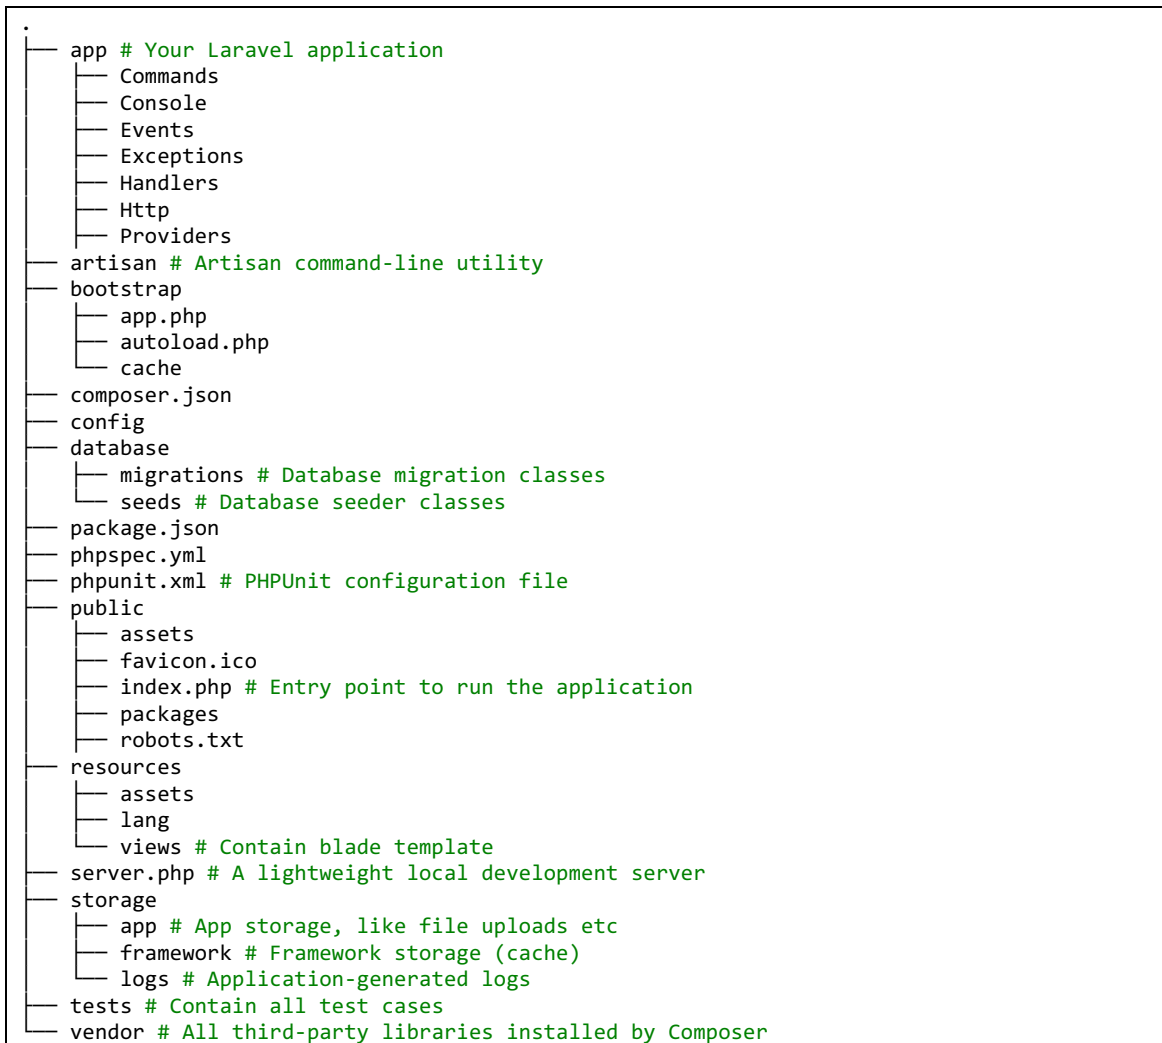 .
├── app # Your Laravel application
│   ├── Commands
│   ├── Console
│   ├── Events
│   ├── Exceptions
│   ├── Handlers
│   ├── Http
│   ├── Providers
├── artisan # Artisan command-line utility
├── bootstrap
│   ├── app.php
│   ├── autoload.php
│   └── cache
├── composer.json
├── config
├── database
│   ├── migrations # Database migration classes
│   └── seeds # Database seeder classes
├── package.json
├── phpspec.yml
├── phpunit.xml # PHPUnit configuration file
├── public
│   ├── assets
│   ├── favicon.ico
│   ├── index.php # Entry point to run the application
│   ├── packages
│   ├── robots.txt
├── resources
│   ├── assets
│   ├── lang
│   └── views # Contain blade template
├── server.php # A lightweight local development server
├── storage
│   ├── app # App storage, like file uploads etc
│   ├── framework # Framework storage (cache)
│   └── logs # Application-generated logs
├── tests # Contain all test cases
└── vendor # All third-party libraries installed by Composer